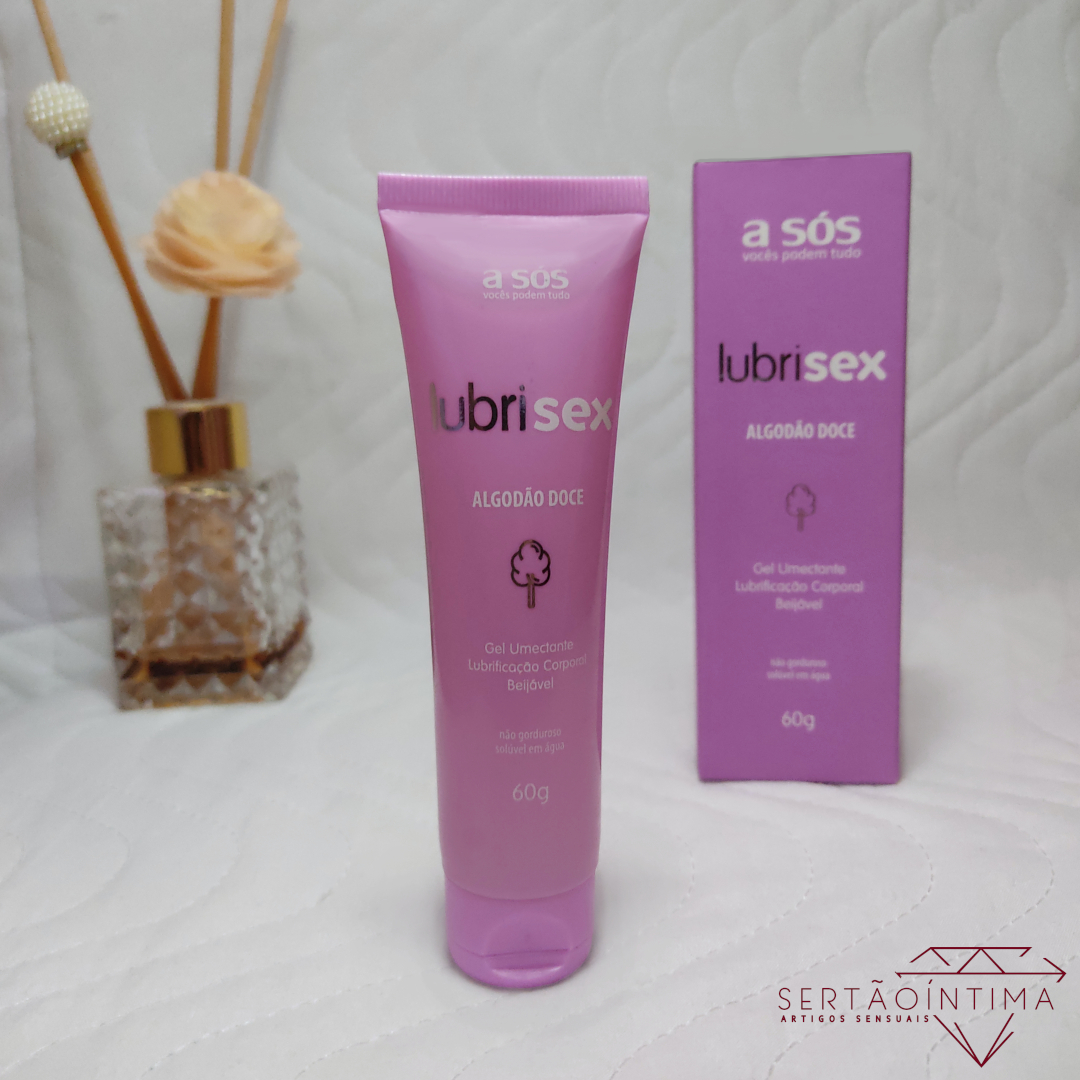 a sós
vocês podem tudo
lubrisex
ALGODÃO DOCE
Gel Umectante
Lubrificação Corporal
Beijável
não gorduroso
solúvel em água
60g
a sós
vocês podem tudo
lubrisex
ALGODÃO DOCE
Gel Umectante
Lubrificação Corporal
Beijável
não gorduroso
solúvel em água
60g
SERTÃOÍNTIMA
ARTIGOS SENSUAIS